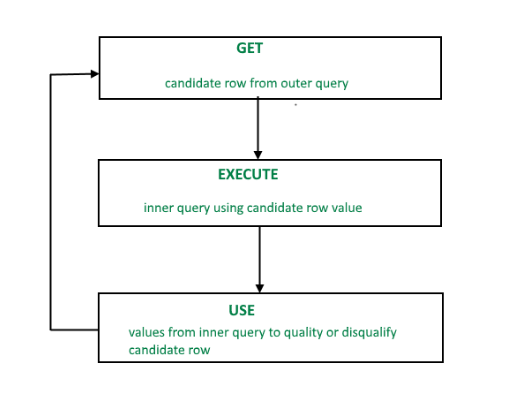 GET
candidate row from outer query
EXECUTE
inner query using candidate row value
USE
values from inner query to quality or disqualify
candidate row